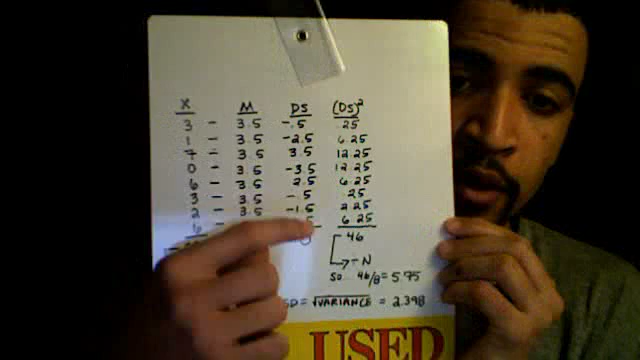 X M DS (DS)²
3 - 3.5 -.5 .25
1 - 3.5 -2.5 6.25
7 - 3.5 3.5 12.25
0 - 3.5 -3.5 12.25
6 - 3.5 2.5 6.25
3 - 3.5 -.5 .25
2 - 3.5 -1.5 2.25
6 - 6.25
46
÷N
SO 46/8 = 5.75
SD = √VARIANCE = 2.398
USED